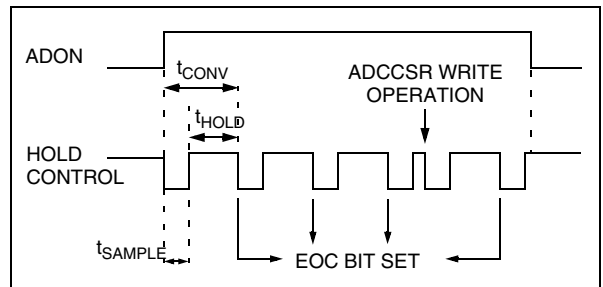 ADON
tCONV
ADCCSR WRITE
OPERATION
tHOLD
HOLD
CONTROL
tSAMPLE
EOC BIT SET